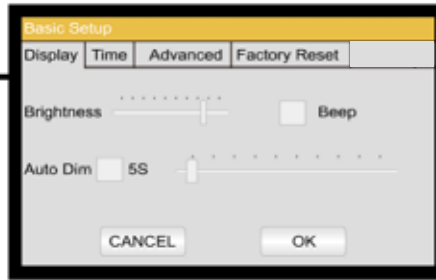 Basic Setup
Display Time Advanced Factory Reset
Brightness Beep
Auto Dim 5S
CANCEL OK